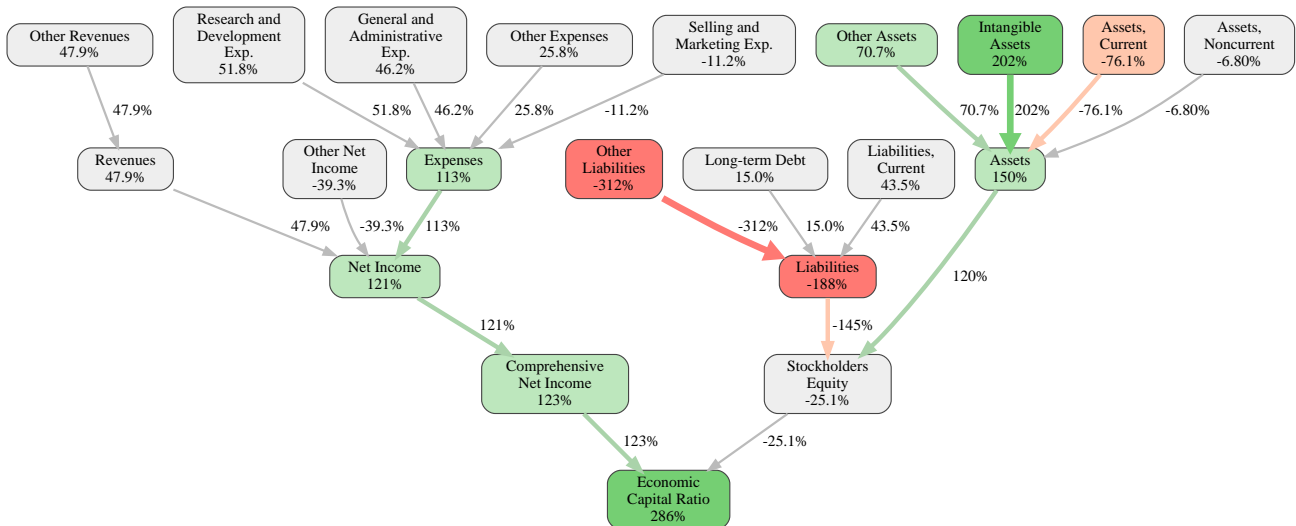 Other Revenues
47.9%
Research and
Development
Exp.
51.8%
General and
Administrative
Exp.
46.2%
Other Expenses
25.8%
Selling and
Marketing Exp.
-11.2%
Other Assets
70.7%
Intangible
Assets
202%
Assets,
Current
-76.1%
Assets,
Noncurrent
-6.80%
47.9%
51.8%
46.2%
25.8%
-11.2%
70.7%
202%
-76.1%
-6.80%
Revenues
47.9%
Other Net
Income
-39.3%
Expenses
113%
Other
Liabilities
-312%
Long-term Debt
15.0%
Liabilities,
Current
43.5%
Assets
150%
47.9%
-39.3%
113%
-312%
15.0%
43.5%
Net Income
121%
Liabilities
-188%
120%
121%
-145%
Comprehensive
Net Income
123%
Stockholders
Equity
-25.1%
123%
-25.1%
Economic
Capital Ratio
286%